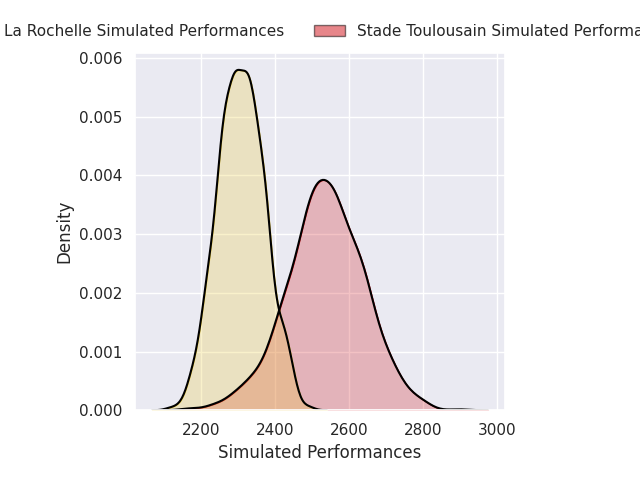 La Rochelle Simulated Performances
Stade Toulousain Simulated Performa
0.006
0.005
0.004
0.003
0.002
0.001
0.000
Density
2200 2400 2600 2800 3000
Simulated Performances